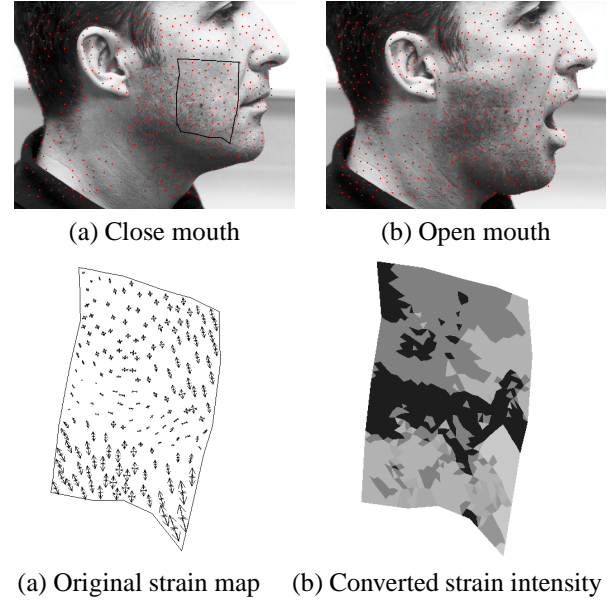 (a) Close mouth
(b) Open mouth
(a) Original strain map
(b) Converted strain intensity